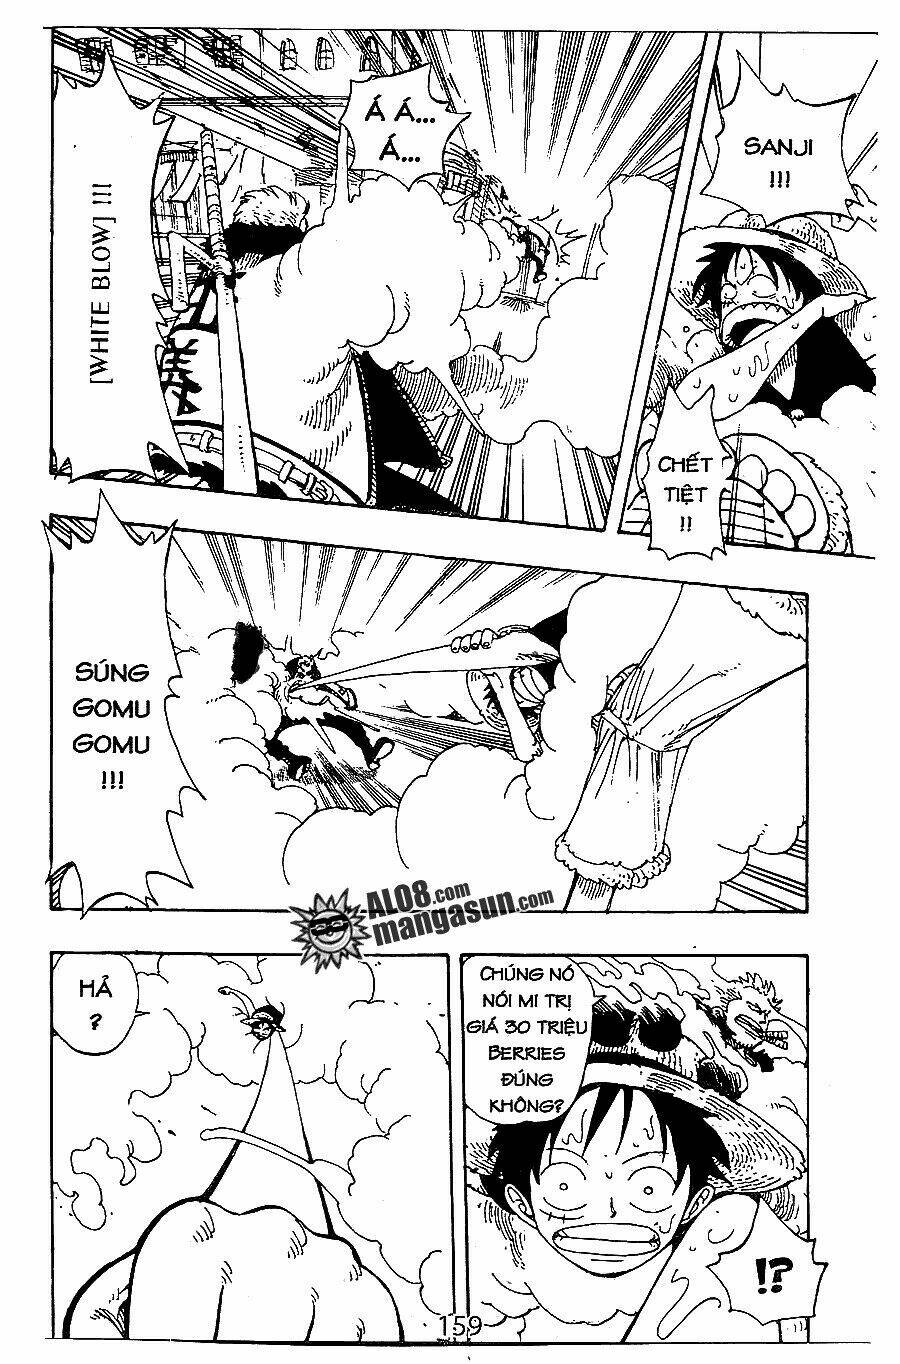 SANJI
!!!
CHẾT
TIỆT
!!
Á Á...
Á...
[WHITE BLOW] !!!
SÚNG
GOMU
GOMU
!!!
ALO8.com
mangasun.com
CHÚNG NÓ
NÓI MI TRỊ
GIÁ 30 TRIỆU
BERRIES
ĐÚNG
KHÔNG?
!?
HẢ
?
159